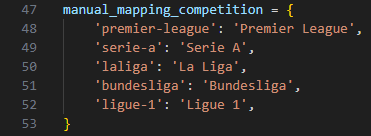 47 manual_mapping_competition = {
48     'premier-league': 'Premier League',
49     'serie-a': 'Serie A',
50     'laliga': 'La Liga',
51     'bundesliga': 'Bundesliga',
52     'ligue-1': 'Ligue 1',
53 }